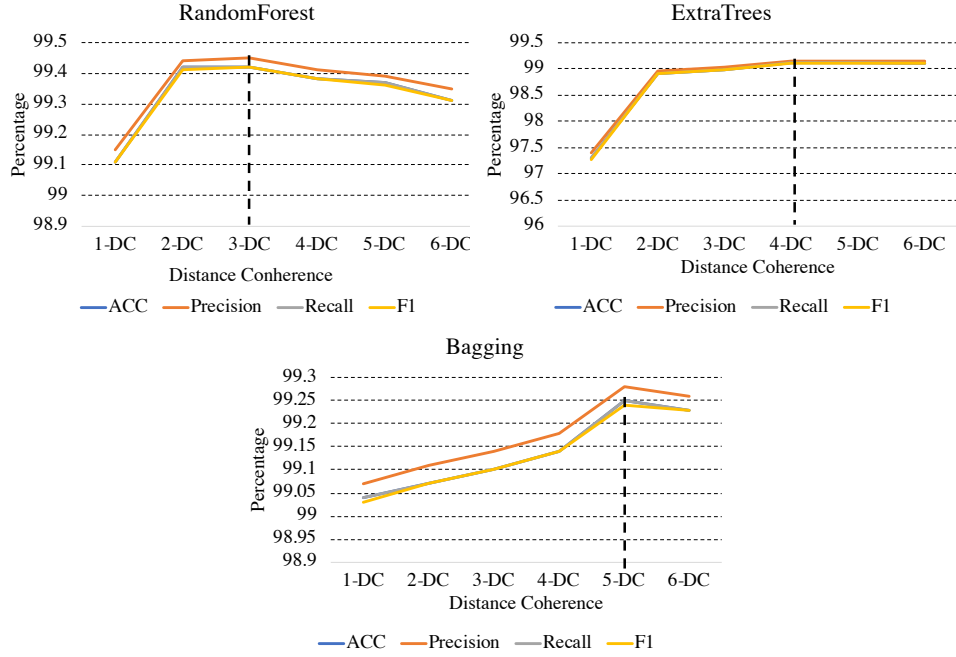 RandomForest
99.5
99.4
99.3
99.2
99.1
99
98.9
Percentage
1-DC 2-DC 3-DC 4-DC 5-DC 6-DC
Distance Conherence
ACC Precision Recall F1
ExtraTrees
99.5
99
98.5
98
97.5
97
96.5
96
Percentage
1-DC 2-DC 3-DC 4-DC 5-DC 6-DC
Distance Coherence
ACC Precision Recall F1
Bagging
99.3
99.25
99.2
99.15
99.1
99.05
99
98.95
98.9
Percentage
1-DC 2-DC 3-DC 4-DC 5-DC 6-DC
Distance Coherence
ACC Precision Recall F1